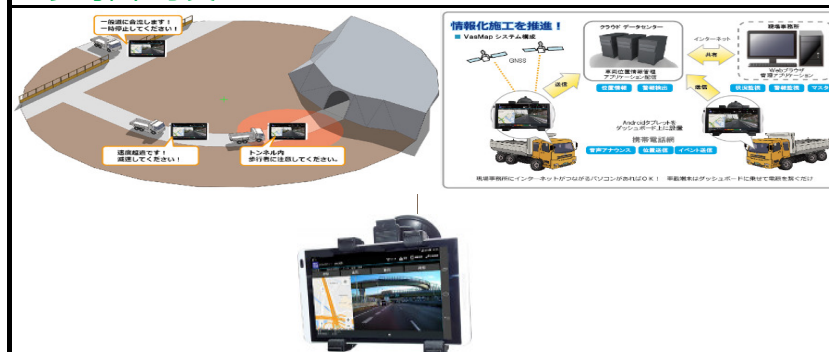 一般道に合流します！
一時停止してください！
速度超過です！
減速してください！
トンネル内
歩行者に注意してください。
情報化施工を推進！
■ VasMap システム構成
GNSS
クラウド データセンター
車両位置情報管理
アプリケーション配信
位置情報
警報検出
送信
インターネット
共有
現場事務所
Webブラウザ
管理アプリケーション
状況監視
警報監視
マスタ
Androidタブレットを
ダッシュボード上に設置
携帯電話網
音声アナウンス
位置送信
イベント送信
現場事務所にインターネットがつながるパソコンがあればOK！
車載端末はダッシュボードに乗せて電源を繋ぐだけ